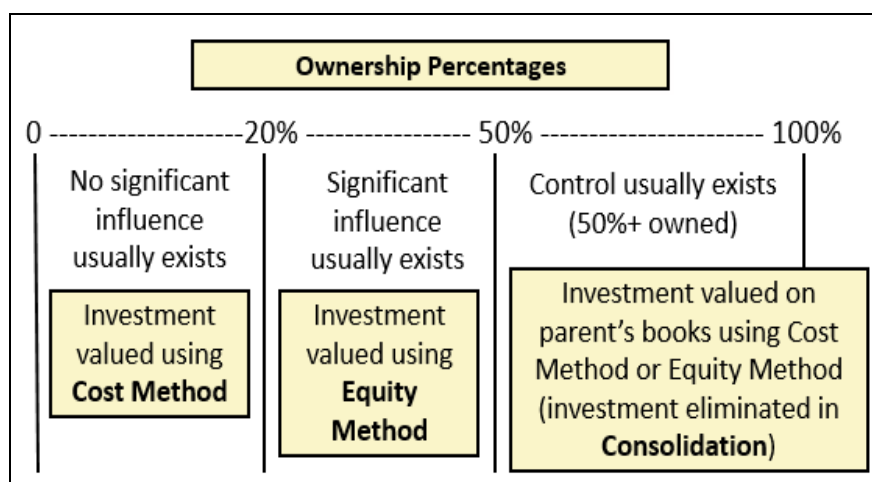 Ownership Percentages
0 --------------------20% ----------------- 50% ----------------------- 100%
No significant
influence
usually exists
Significant
influence
usually exists
Control usually exists
(50%+ owned)
Investment
valued using
Cost Method
Investment
valued using
Equity
Method
Investment valued on
parent's books using Cost
Method or Equity Method
(investment eliminated in
Consolidation)